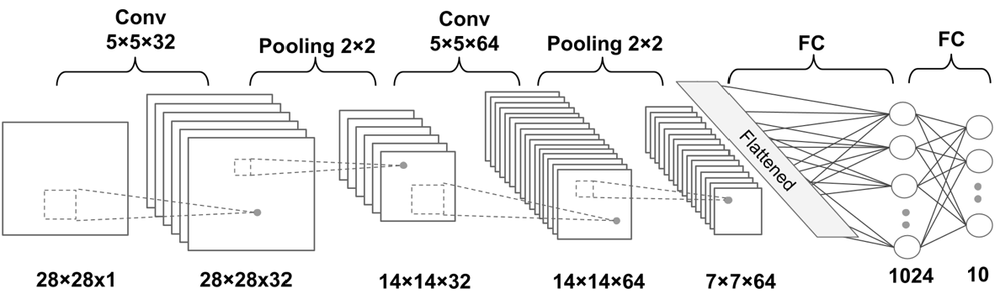 Conv
5×5×32
Pooling 2×2
Conv
5×5×64
Pooling 2×2
FC
FC
Flattened
28×28x1
28×28x32
14×14×32
14×14×64
7×7×64
1024
10